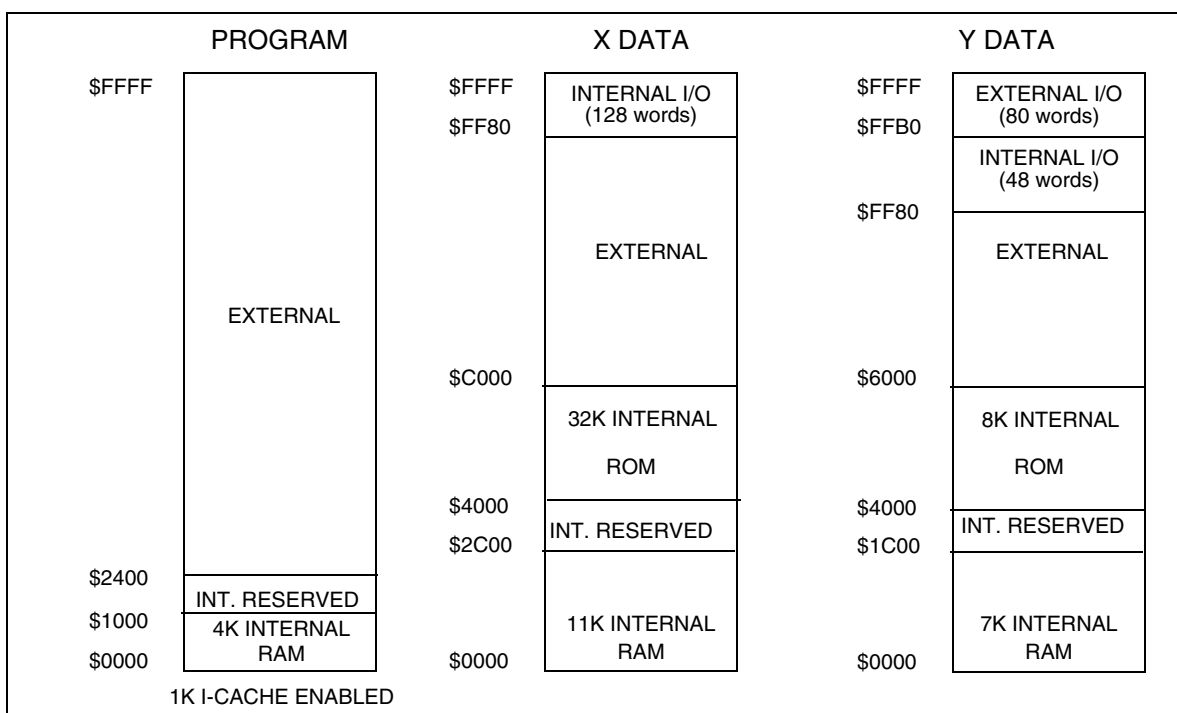 PROGRAM
$FFFF
EXTERNAL
$2400
INT. RESERVED
$1000
4K INTERNAL
RAM
$0000
1K I-CACHE ENABLED
X DATA
$FFFF
INTERNAL I/O
(128 words)
$FF80
EXTERNAL
$C000
32K INTERNAL
ROM
$4000
INT. RESERVED
$2C00
11K INTERNAL
RAM
$0000
Y DATA
$FFFF
EXTERNAL I/O
(80 words)
$FFB0
INTERNAL I/O
(48 words)
$FF80
EXTERNAL
$6000
8K INTERNAL
ROM
$4000
INT. RESERVED
$1C00
7K INTERNAL
RAM
$0000